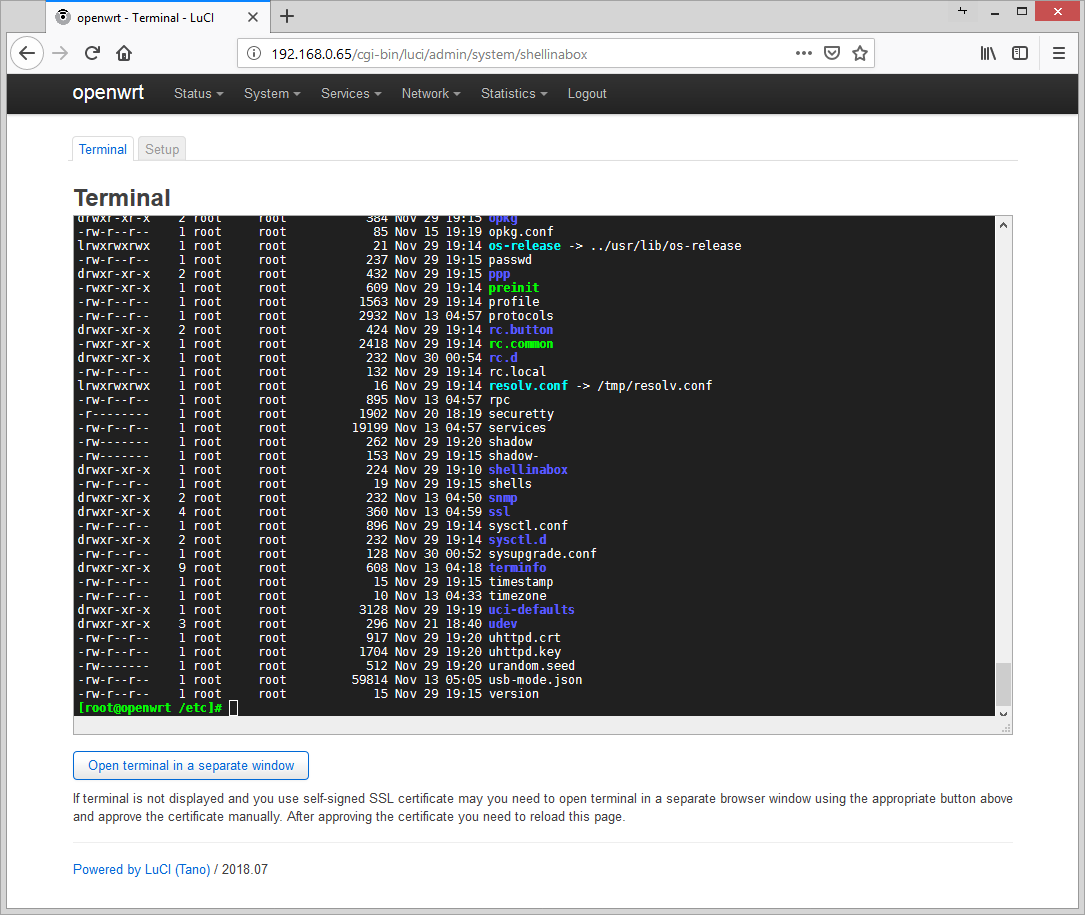 openwrt - Terminal - LuCI
192.168.0.65/cgi-bin/luci/admin/system/shellinabox
openwrt Status System Services Network Statistics Logout
Terminal Setup
Terminal
drwxr-xr-x 2 root root 384 Nov 29 19:15 opkg
-rw-r--r-- 1 root root 85 Nov 15 19:19 opkg.conf
lrwxrwxrwx 1 root root 21 Nov 29 19:14 os-release -> ../usr/lib/os-release
-rw-r--r-- 1 root root 237 Nov 29 19:15 passwd
drwxr-xr-x 2 root root 432 Nov 29 19:15 ppp
-rwxr-xr-x 1 root root 609 Nov 29 19:14 preinit
-rw-r--r-- 1 root root 1563 Nov 29 19:14 profile
-rw-r--r-- 1 root root 2932 Nov 13 04:57 protocols
drwxr-xr-x 2 root root 424 Nov 29 19:14 rc.button
-rwxr-xr-x 1 root root 2418 Nov 29 19:14 rc.common
drwxr-xr-x 1 root root 232 Nov 30 00:54 rc.d
-rw-r--r-- 1 root root 132 Nov 29 19:14 rc.local
lrwxrwxrwx 1 root root 16 Nov 29 19:14 resolv.conf -> /tmp/resolv.conf
-rw-r--r-- 1 root root 895 Nov 13 04:57 rpc
-r-------- 1 root root 1902 Nov 20 18:19 securetty
-rw-r--r-- 1 root root 19199 Nov 13 04:57 services
-rw------- 1 root root 262 Nov 29 19:20 shadow
-rw------- 1 root root 153 Nov 29 19:15 shadow-
drwxr-xr-x 1 root root 224 Nov 29 19:10 shellinabox
-rw-r--r-- 1 root root 19 Nov 29 19:15 shells
drwxr-xr-x 2 root root 232 Nov 13 04:50 snmp
drwxr-xr-x 4 root root 360 Nov 13 04:59 ssl
-rw-r--r-- 1 root root 896 Nov 29 19:14 sysctl.conf
drwxr-xr-x 2 root root 232 Nov 29 19:14 sysctl.d
-rw-r--r-- 1 root root 128 Nov 30 00:52 sysupgrade.conf
drwxr-xr-x 9 root root 608 Nov 13 04:18 terminfo
-rw-r--r-- 1 root root 15 Nov 29 19:15 timestamp
-rw-r--r-- 1 root root 10 Nov 13 04:33 timezone
drwxr-xr-x 1 root root 3128 Nov 29 19:19 uci-defaults
drwxr-xr-x 3 root root 296 Nov 21 18:40 udev
-rw-r--r-- 1 root root 917 Nov 29 19:20 uhttpd.crt
-rw-r--r-- 1 root root 1704 Nov 29 19:20 uhttpd.key
-rw------- 1 root root 512 Nov 29 19:20 urandom.seed
-rw-r--r-- 1 root root 59814 Nov 13 05:05 usb-mode.json
-rw-r--r-- 1 root root 15 Nov 29 19:15 version
[root@openwrt /etc]#
Open terminal in a separate window
If terminal is not displayed and you use self-signed SSL certificate may you need to open terminal in a separate browser window using the appropriate button above
and approve the certificate manually. After approving the certificate you need to reload this page.
Powered by LuCI (Tano) / 2018.07